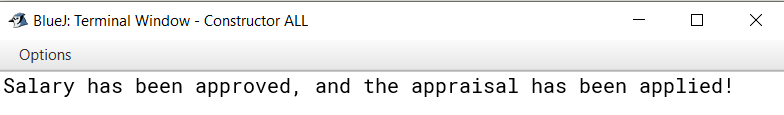 BlueJ: Terminal Window - Constructor ALL
Options
Salary has been approved, and the appraisal has been applied!